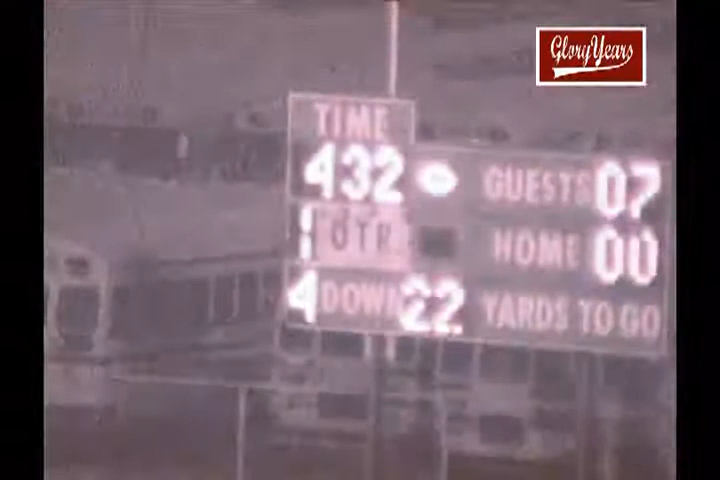 Glory Years
TIME
432 GUESTS 07
1 QTR. HOME 00
4 DOWN 22 YARDS TO GO